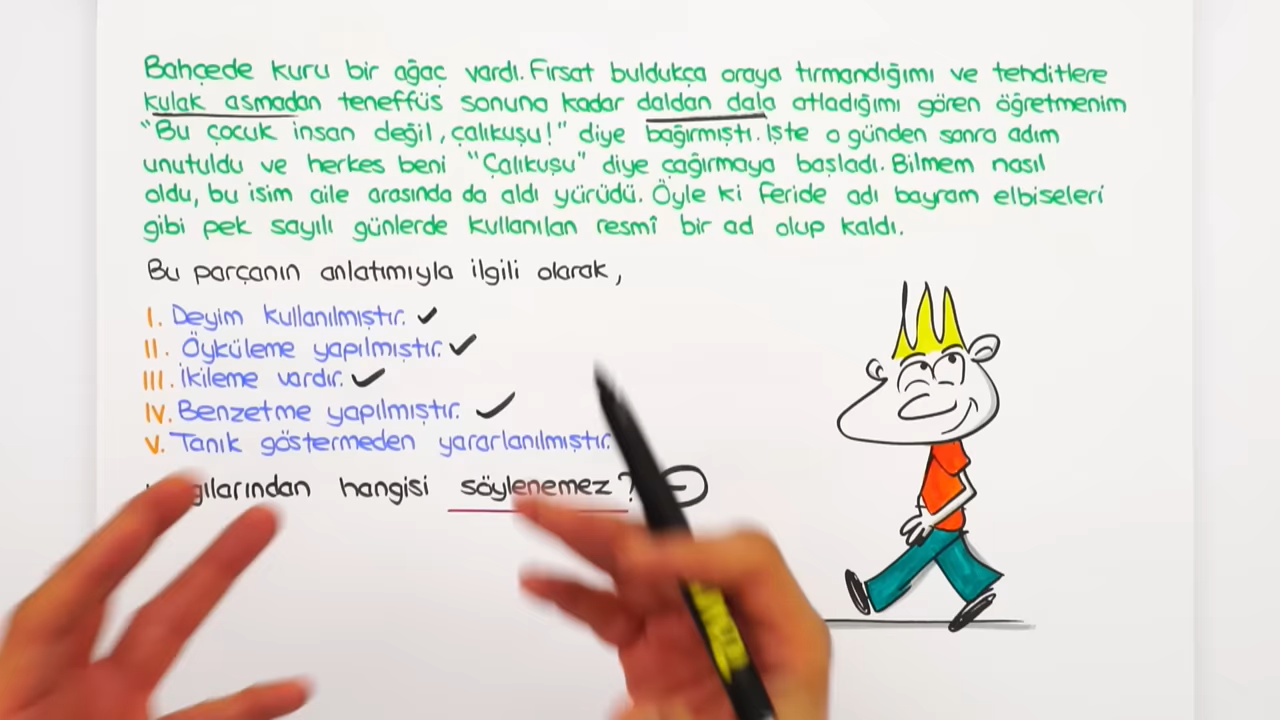 Bahçede kuru bir ağaç vardı. Fırsat buldukça oraya tırmandığımı ve tehditlere
kulak asmadan teneffüs sonuna kadar daldan dala atladığımı gören öğretmenim
"Bu çocuk insan değil, çalıkuşu!" diye bağırmıştı. İşte o günden sonra adım
unutuldu ve herkes beni "Çalıkuşu" diye çağırmaya başladı. Bilmem nasıl
oldu, bu isim aile arasında da aldı yürüdü. Öyle ki Feride adı bayram elbiseleri
gibi pek sayılı günlerde kullanılan resmî bir ad olup kaldı.
Bu parçanın anlatımıyla ilgili olarak,
I. Deyim kullanılmıştır.
II. Öyküleme yapılmıştır.
III. İkileme vardır.
IV. Benzetme yapılmıştır.
V. Tanık göstermeden yararlanılmıştır.
hangisi söylenemez?